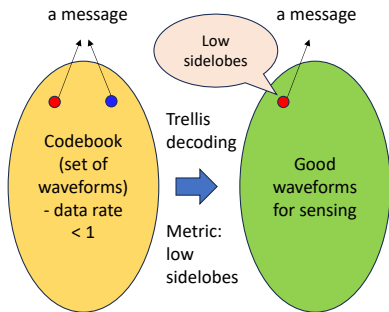 a message
a message
Low
sidelobes
Codebook
(set of
waveforms)
- data rate
< 1
Trellis
decoding
Metric:
low
sidelobes
Good
waveforms
for sensing